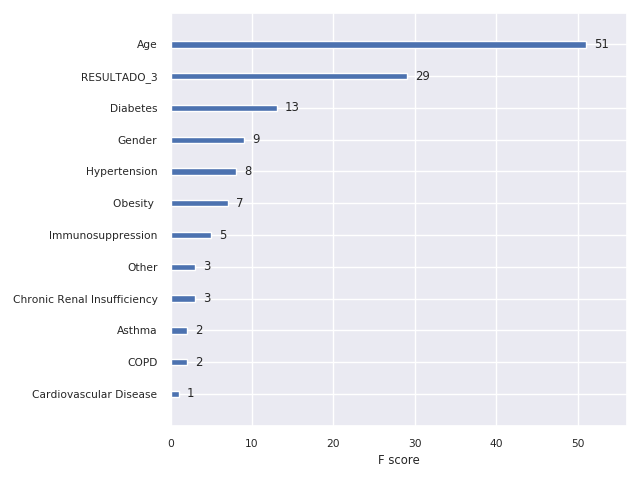 Age 51
RESULTADO_3 29
Diabetes 13
Gender 9
Hypertension 8
Obesity 7
Immunosuppression 5
Other 3
Chronic Renal Insufficiency 3
Asthma 2
COPD 2
Cardiovascular Disease 1
0 10 20 30 40 50
F score